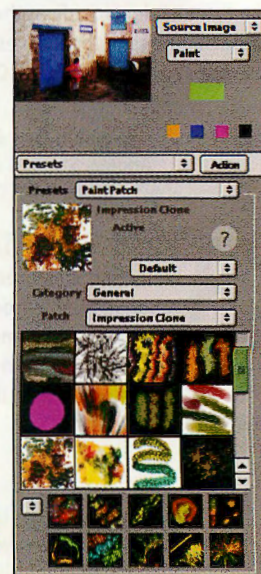 Source Image
Paint
Presets
Action
Presets
Paint Patch
Impression Clone
Active
?
Default
Category
General
Patch
Impression Clone